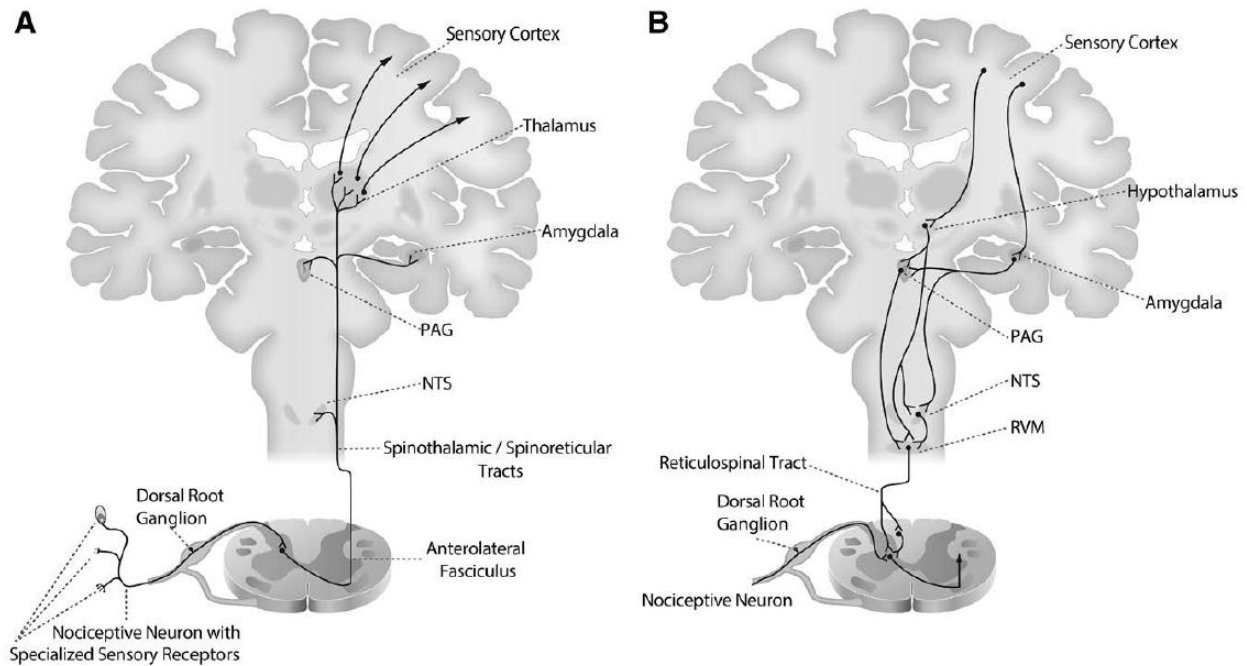 A
Sensory Cortex
Thalamus
Amygdala
PAG
NTS
Spinothalamic / Spinoreticular
Tracts
Dorsal Root
Ganglion
Anterolateral
Fasciculus
Nociceptive Neuron with
Specialized Sensory Receptors
B
Sensory Cortex
Hypothalamus
Amygdala
PAG
NTS
RVM
Reticulospinal Tract
Dorsal Root
Ganglion
Nociceptive Neuron